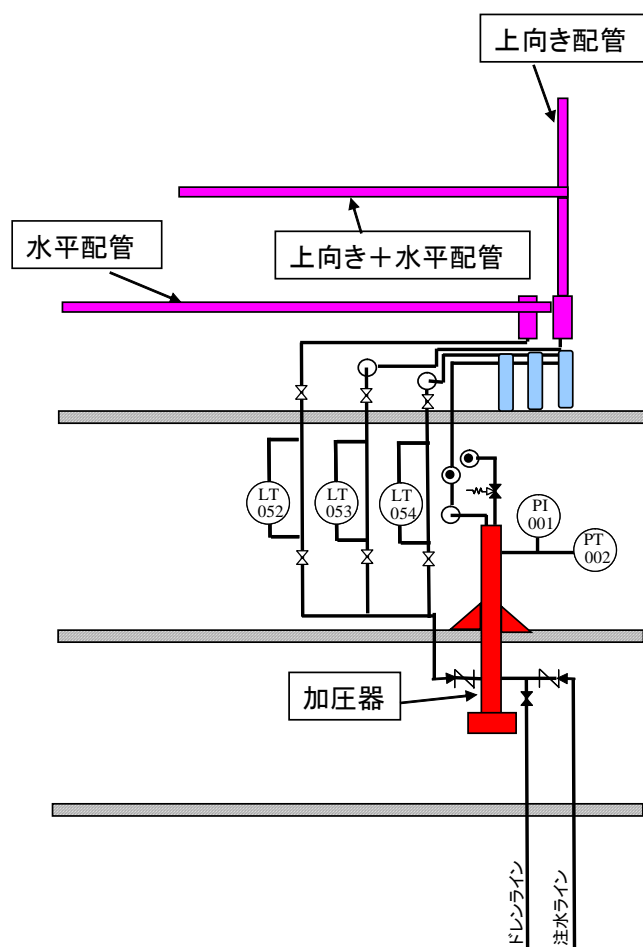 上向き配管
水平配管
上向き＋水平配管
LT
052
LT
053
LT
054
PI
001
PT
002
加圧器
ドレンライン
注水ライン